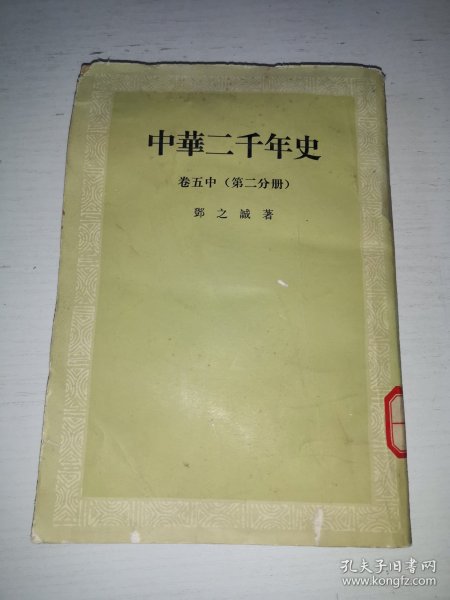 中華二千年史
卷五中（第二分册）
鄧之誠著
孔夫子旧书网
www.kongfz.com